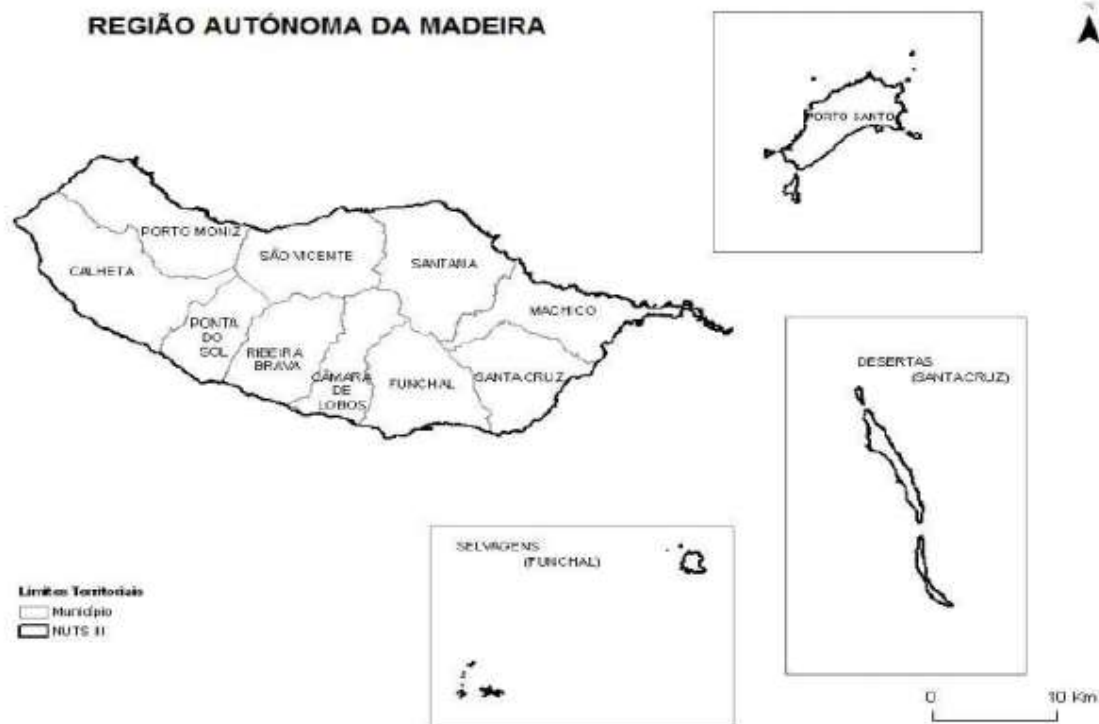 REGIÃO AUTÓNOMA DA MADEIRA
PORTO SANTO
PORTO MONIZ
SÃO VICENTE
SANTANA
CALHETA
MACHICO
PONTA
DO
SOL
RIBEIRA
BRAVA
CÂMARA
DE
LOBOS
FUNCHAL
SANTA CRUZ
DESERTAS
(SANTA CRUZ)
SELVAGENS
(FUNCHAL)
Limites Territoriais
Município
NUTS III
0 10 Km